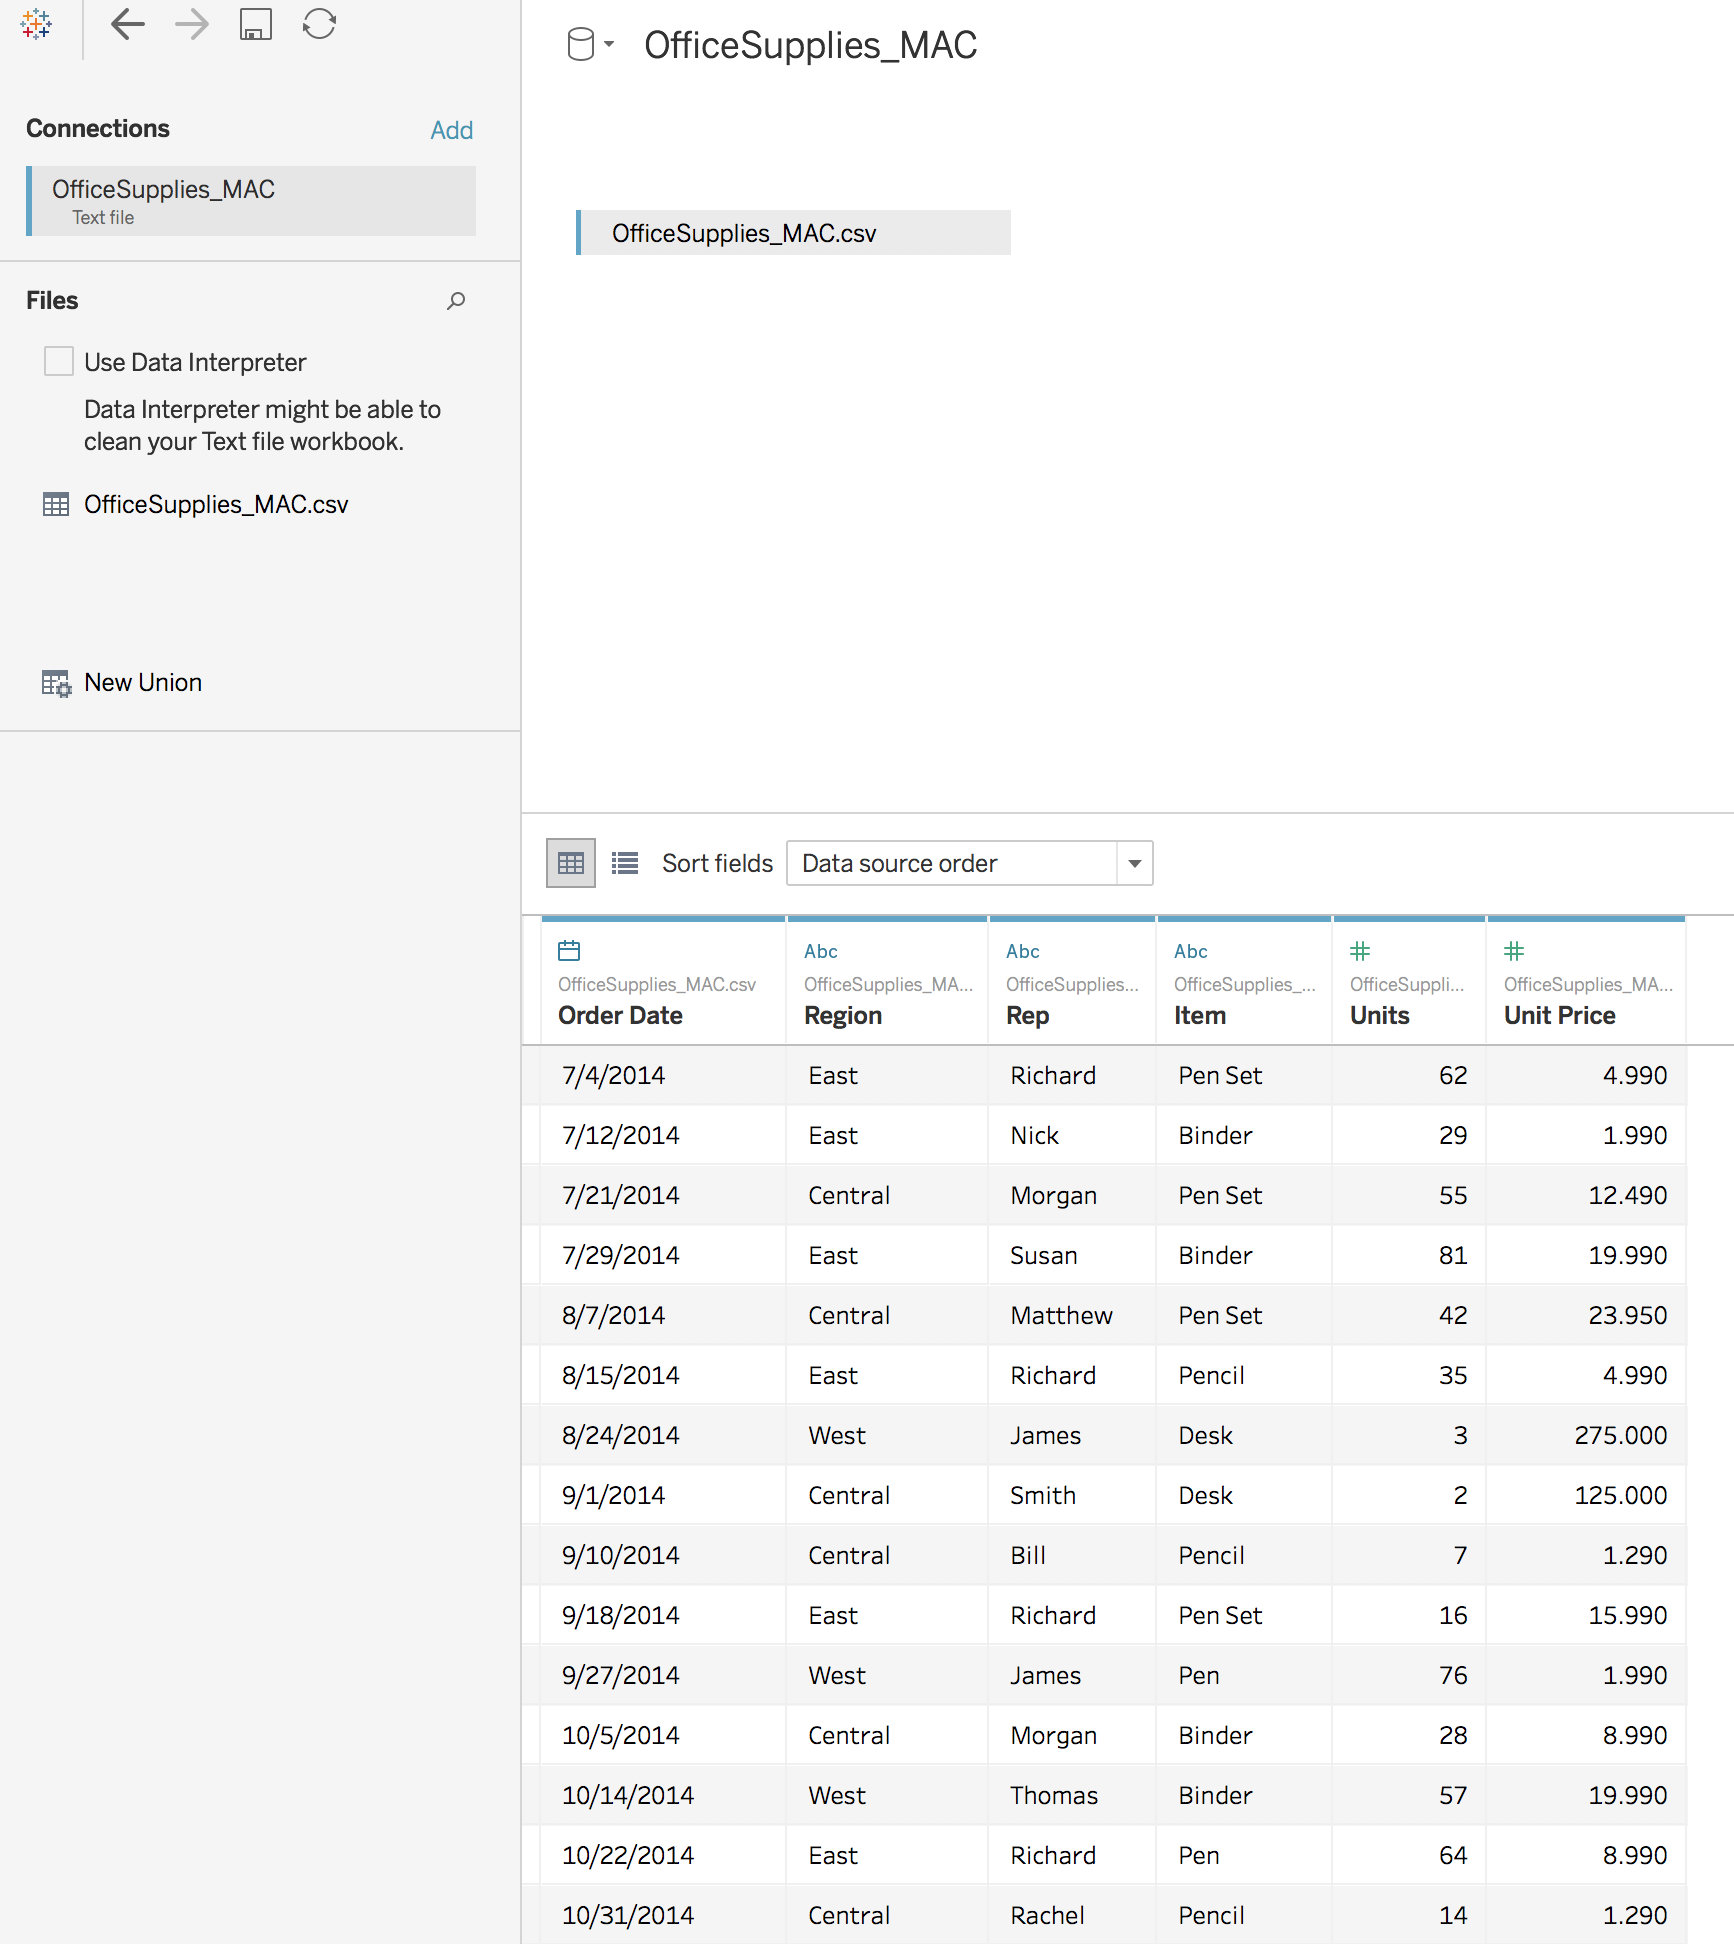 OfficeSupplies_MAC
Connections Add
OfficeSupplies_MAC
Text file
OfficeSupplies_MAC.csv
Files
Use Data Interpreter
Data Interpreter might be able to
clean your Text file workbook.
OfficeSupplies_MAC.csv
New Union
Sort fields Data source order
Abc Abc Abc
OfficeSupplies_MAC.csv OfficeSupplies_MA... OfficeSupplies... OfficeSupplies_... OfficeSuppli... OfficeSupplies_MA...
Order Date Region Rep Item Units Unit Price
7/4/2014 East Richard Pen Set 62 4.990
7/12/2014 East Nick Binder 29 1.990
7/21/2014 Central Morgan Pen Set 55 12.490
7/29/2014 East Susan Binder 81 19.990
8/7/2014 Central Matthew Pen Set 42 23.950
8/15/2014 East Richard Pencil 35 4.990
8/24/2014 West James Desk 3 275.000
9/1/2014 Central Smith Desk 2 125.000
9/10/2014 Central Bill Pencil 7 1.290
9/18/2014 East Richard Pen Set 16 15.990
9/27/2014 West James Pen 76 1.990
10/5/2014 Central Morgan Binder 28 8.990
10/14/2014 West Thomas Binder 57 19.990
10/22/2014 East Richard Pen 64 8.990
10/31/2014 Central Rachel Pencil 14 1.290